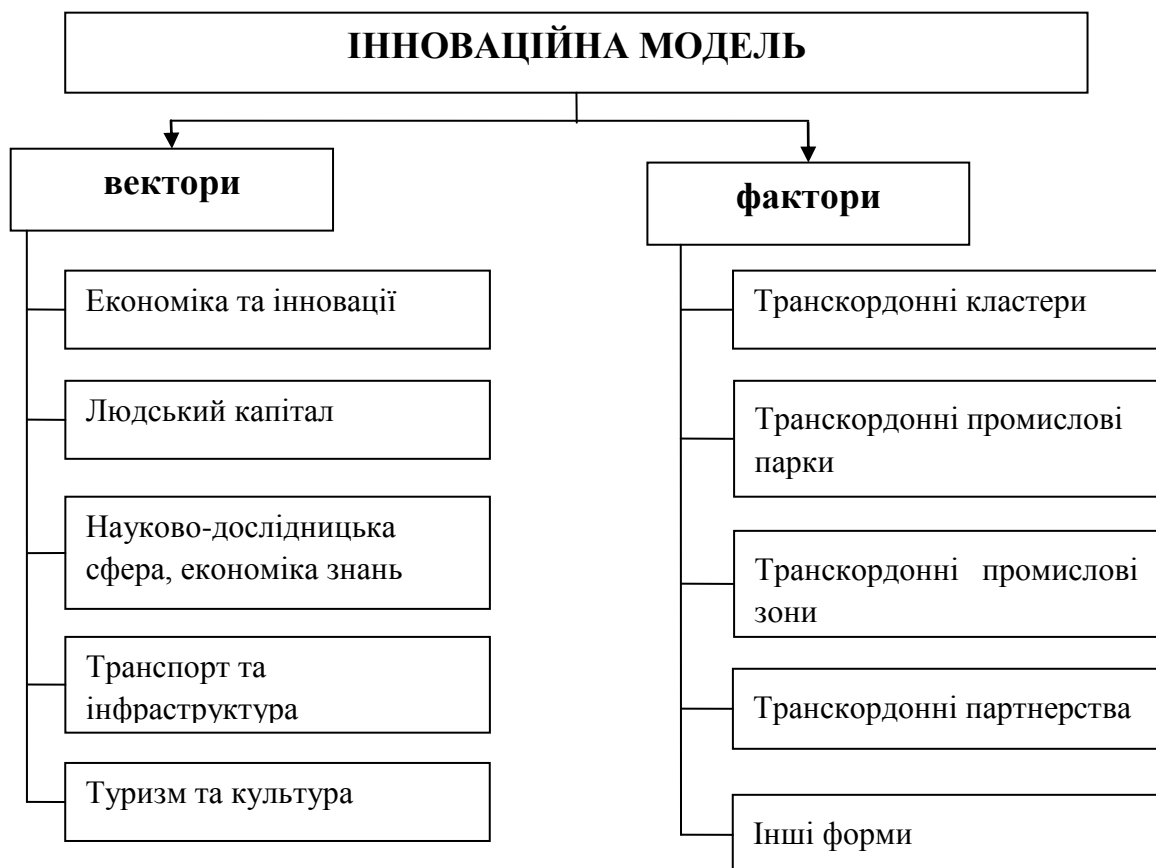 ІННОВАЦІЙНА МОДЕЛЬ
вектори
Економіка та інновації
Людський капітал
Науково-дослідницька
сфера, економіка знань
Транспорт та
інфраструктура
Туризм та культура
фактори
Транскордонні кластери
Транскордонні промислові
парки
Транскордонні промислові
зони
Транскордонні партнерства
Інші форми